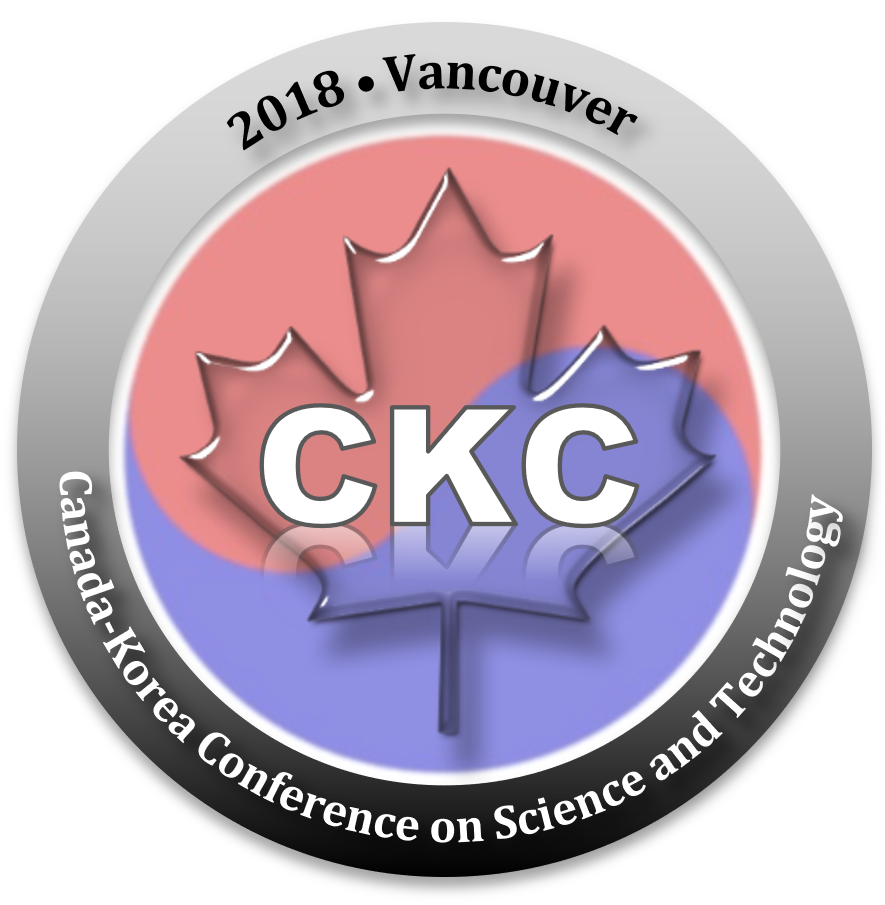 2018 • Vancouver
CKC
Canada-Korea Conference on Science and Technology